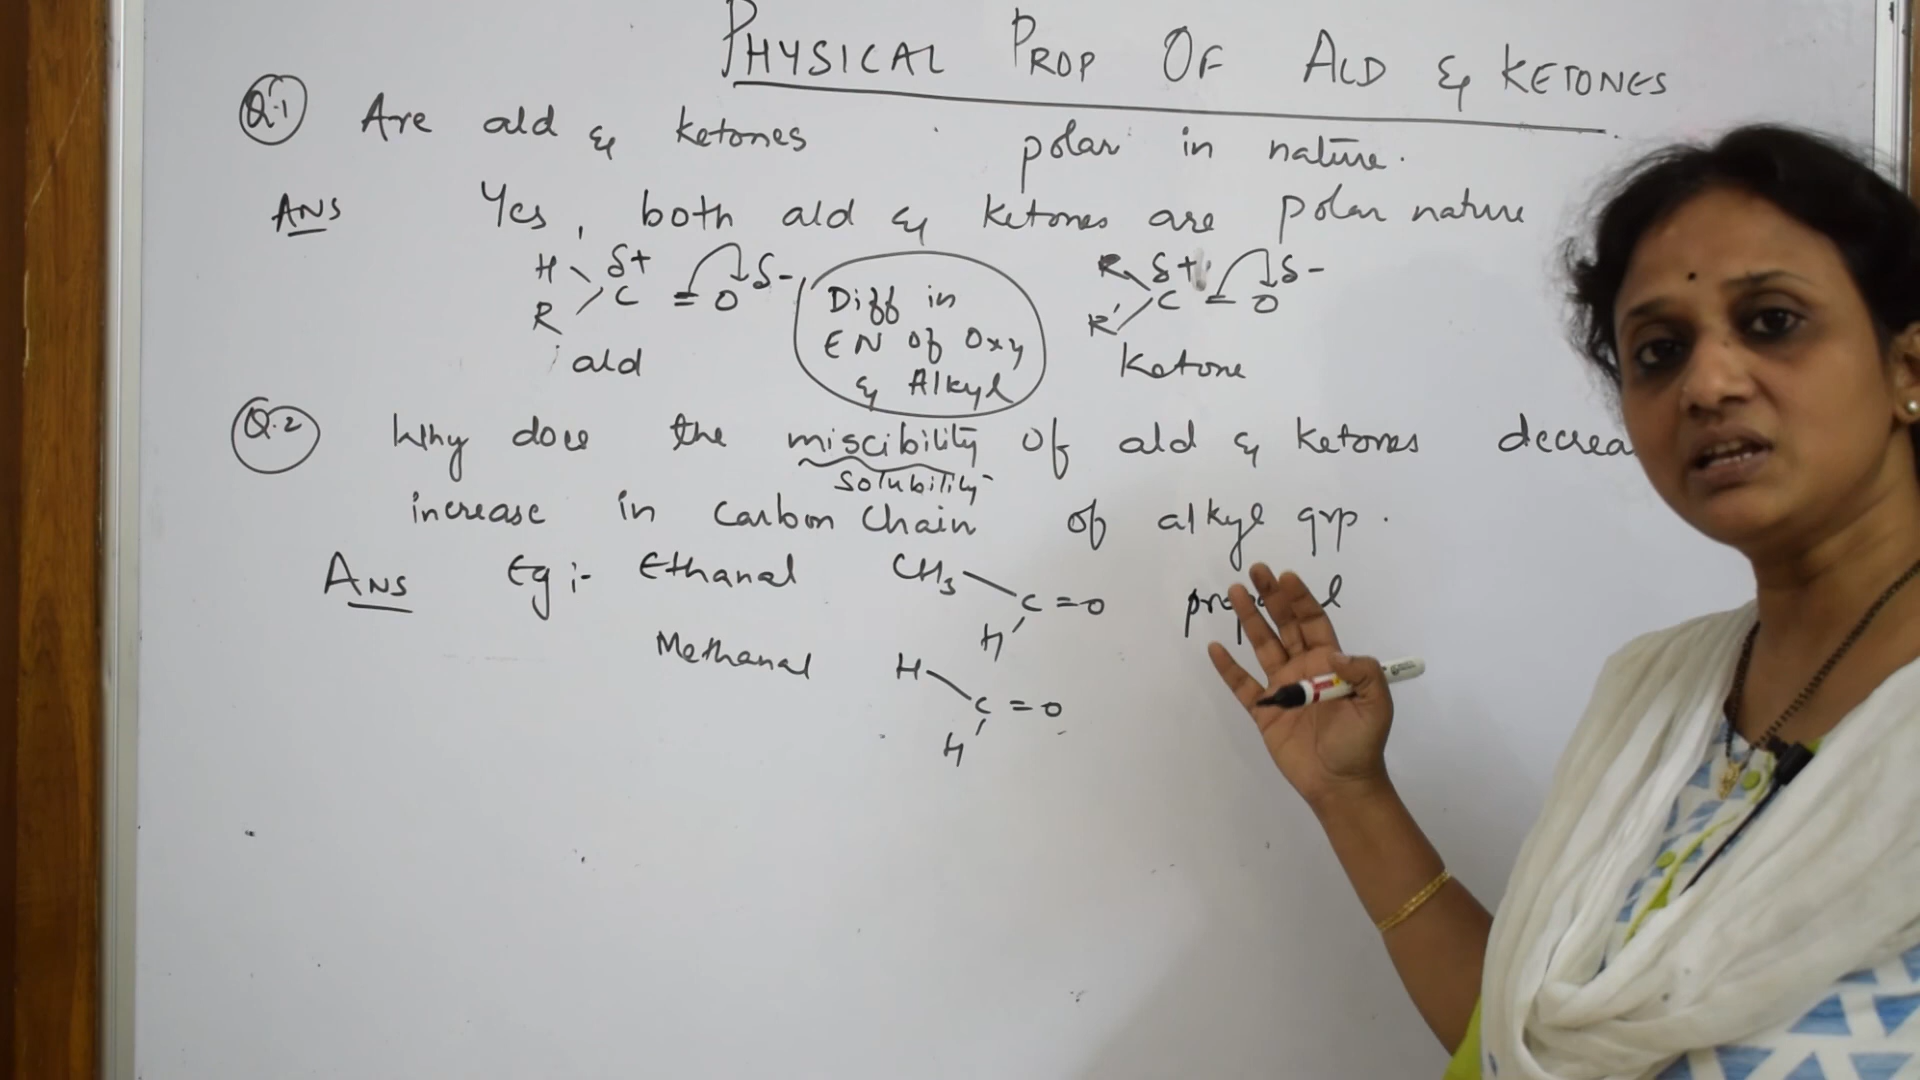 PHYSICAL PROP OF ALD & KETONES
Q.1 Are ald & ketones polar in nature.
ANS Yes, both ald & ketones are polar nature
H δ+ δ- R δ+ δ-
C = O Diff in C = O
R EN of Oxy R'
ald & Alkyl Ketone
Q.2 Why does the miscibility of ald & ketones
solubility
increase in carbon chain of alkyl grp.
ANS Eg :- Ethanal CH3
C = O
H
Methanal H
C = O
H